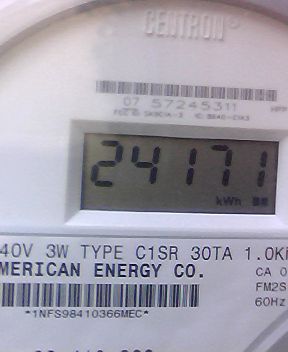 CENTRON®
07 57245311
24171
kWh
40V 3W TYPE C1SR 30TA 1.0K
MERICAN ENERGY CO.
CA 0
FM2S
60Hz
*1NFS98410366MEC*